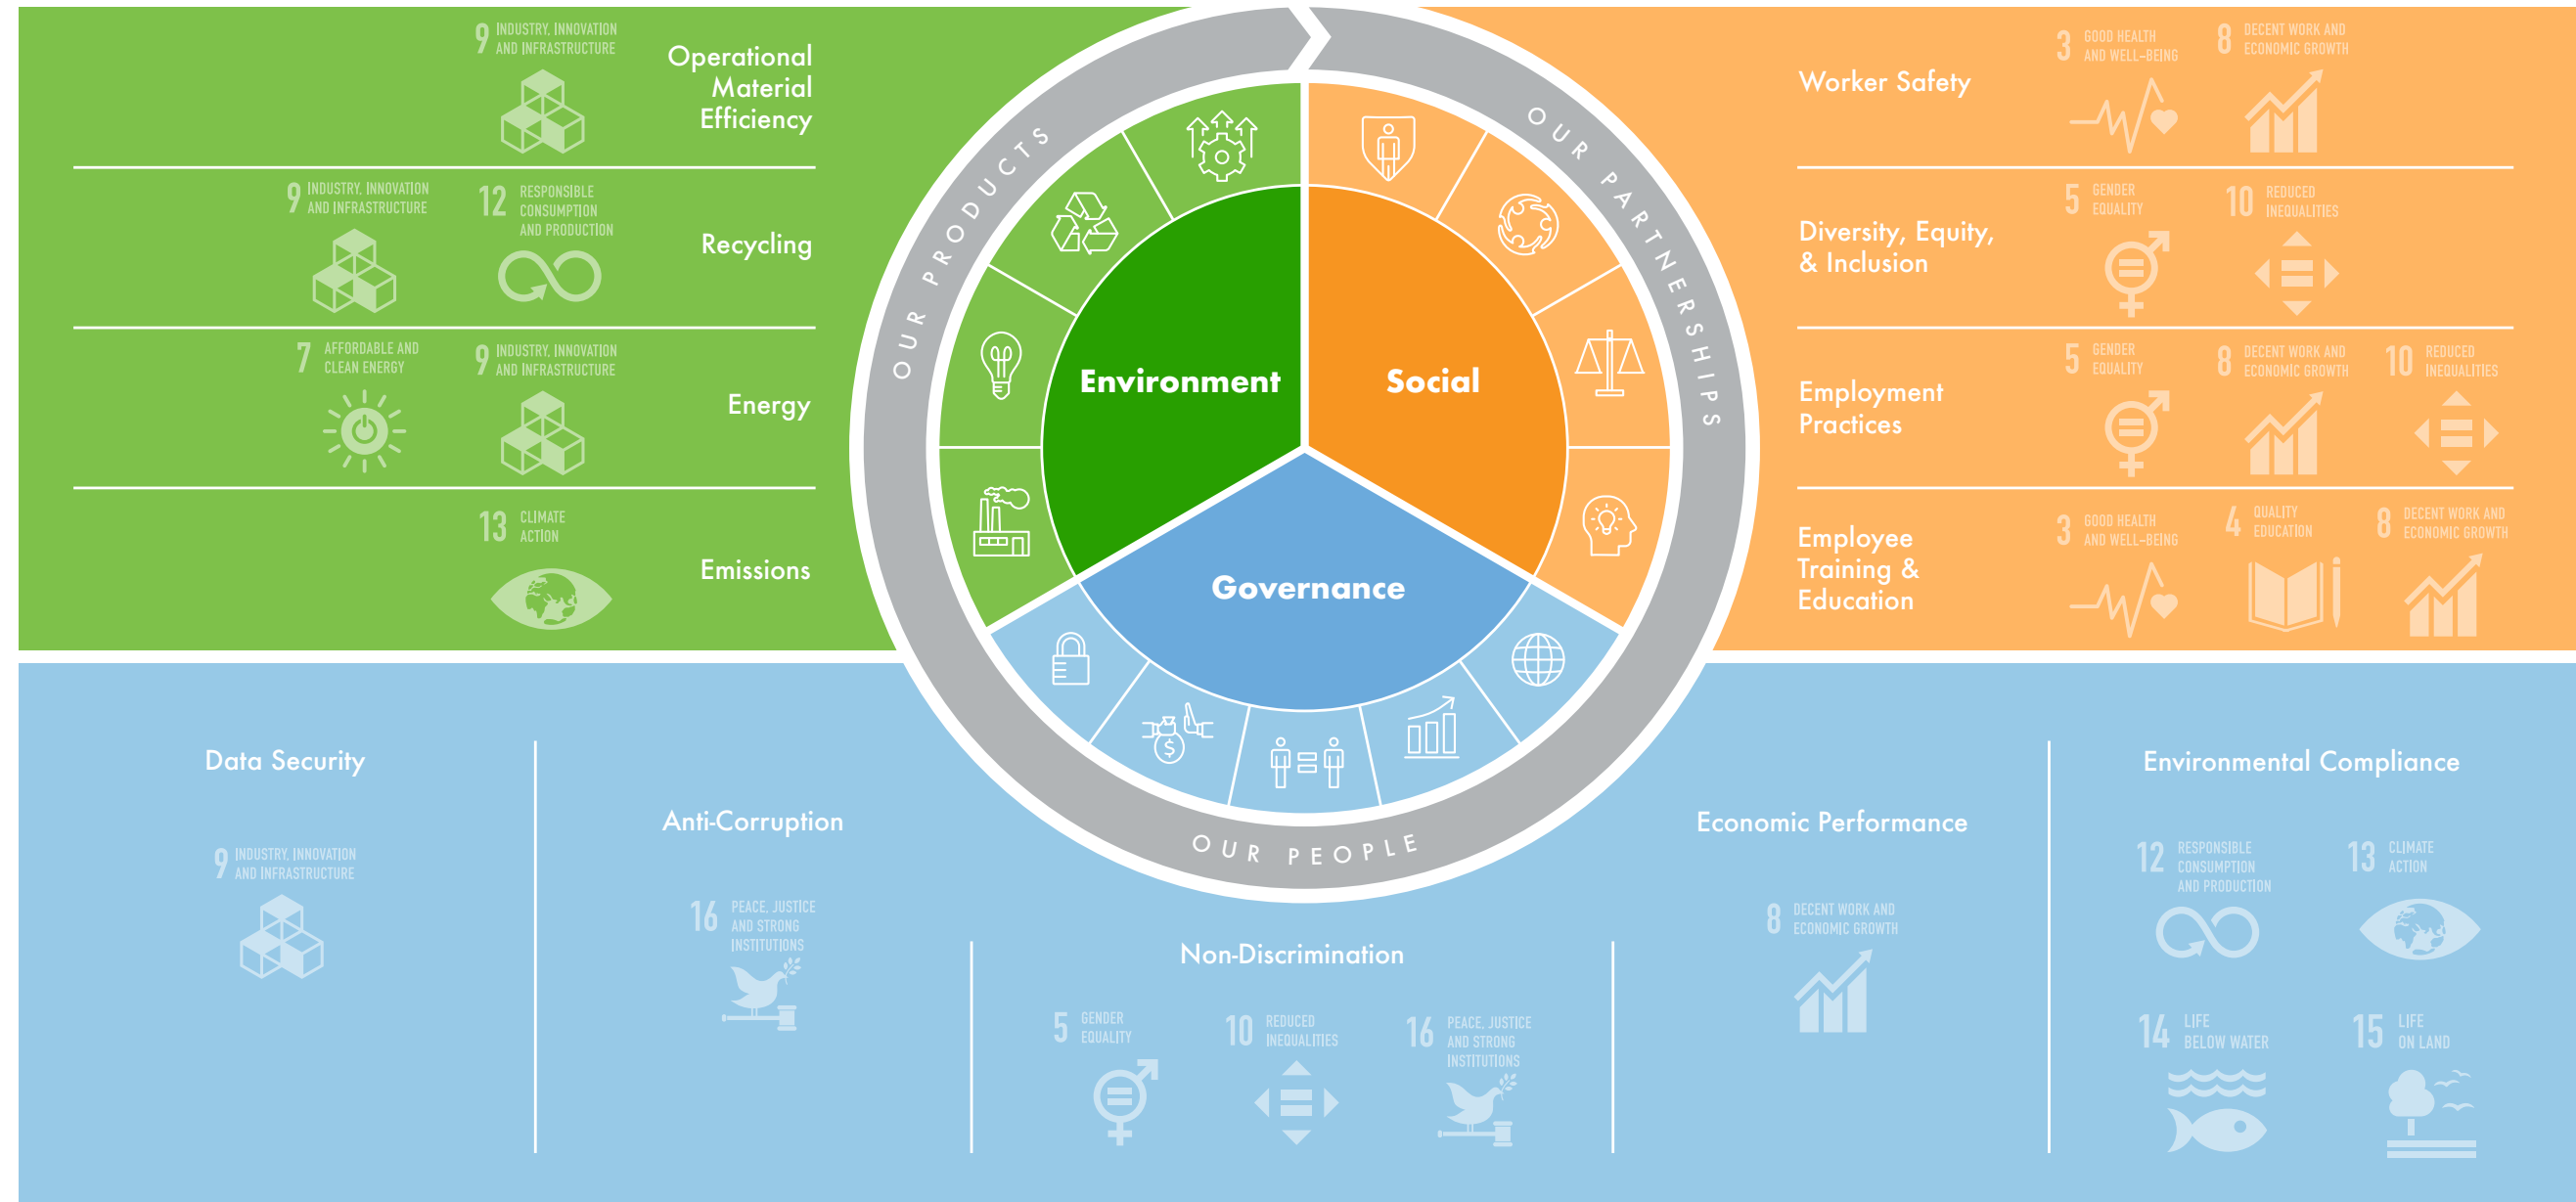 9 INDUSTRY, INNOVATION
AND INFRASTRUCTURE
Operational
Material
Efficiency
9 INDUSTRY, INNOVATION
AND INFRASTRUCTURE
12 RESPONSIBLE
CONSUMPTION
AND PRODUCTION
Recycling
7 AFFORDABLE AND
CLEAN ENERGY
9 INDUSTRY, INNOVATION
AND INFRASTRUCTURE
Energy
13 CLIMATE
ACTION
Emissions
OUR PRODUCTS
OUR PARTNERSHIPS
OUR PEOPLE
Environment
Social
Governance
$
Worker Safety
3 GOOD HEALTH
AND WELL-BEING
8 DECENT WORK AND
ECONOMIC GROWTH
Diversity, Equity,
& Inclusion
5 GENDER
EQUALITY
10 REDUCED
INEQUALITIES
Employment
Practices
5 GENDER
EQUALITY
8 DECENT WORK AND
ECONOMIC GROWTH
10 REDUCED
INEQUALITIES
Employee
Training &
Education
3 GOOD HEALTH
AND WELL-BEING
4 QUALITY
EDUCATION
8 DECENT WORK AND
ECONOMIC GROWTH
Data Security
9 INDUSTRY, INNOVATION
AND INFRASTRUCTURE
Anti-Corruption
16 PEACE, JUSTICE
AND STRONG
INSTITUTIONS
Non-Discrimination
5 GENDER
EQUALITY
10 REDUCED
INEQUALITIES
16 PEACE, JUSTICE
AND STRONG
INSTITUTIONS
Economic Performance
8 DECENT WORK AND
ECONOMIC GROWTH
Environmental Compliance
12 RESPONSIBLE
CONSUMPTION
AND PRODUCTION
13 CLIMATE
ACTION
14 LIFE
BELOW WATER
15 LIFE
ON LAND